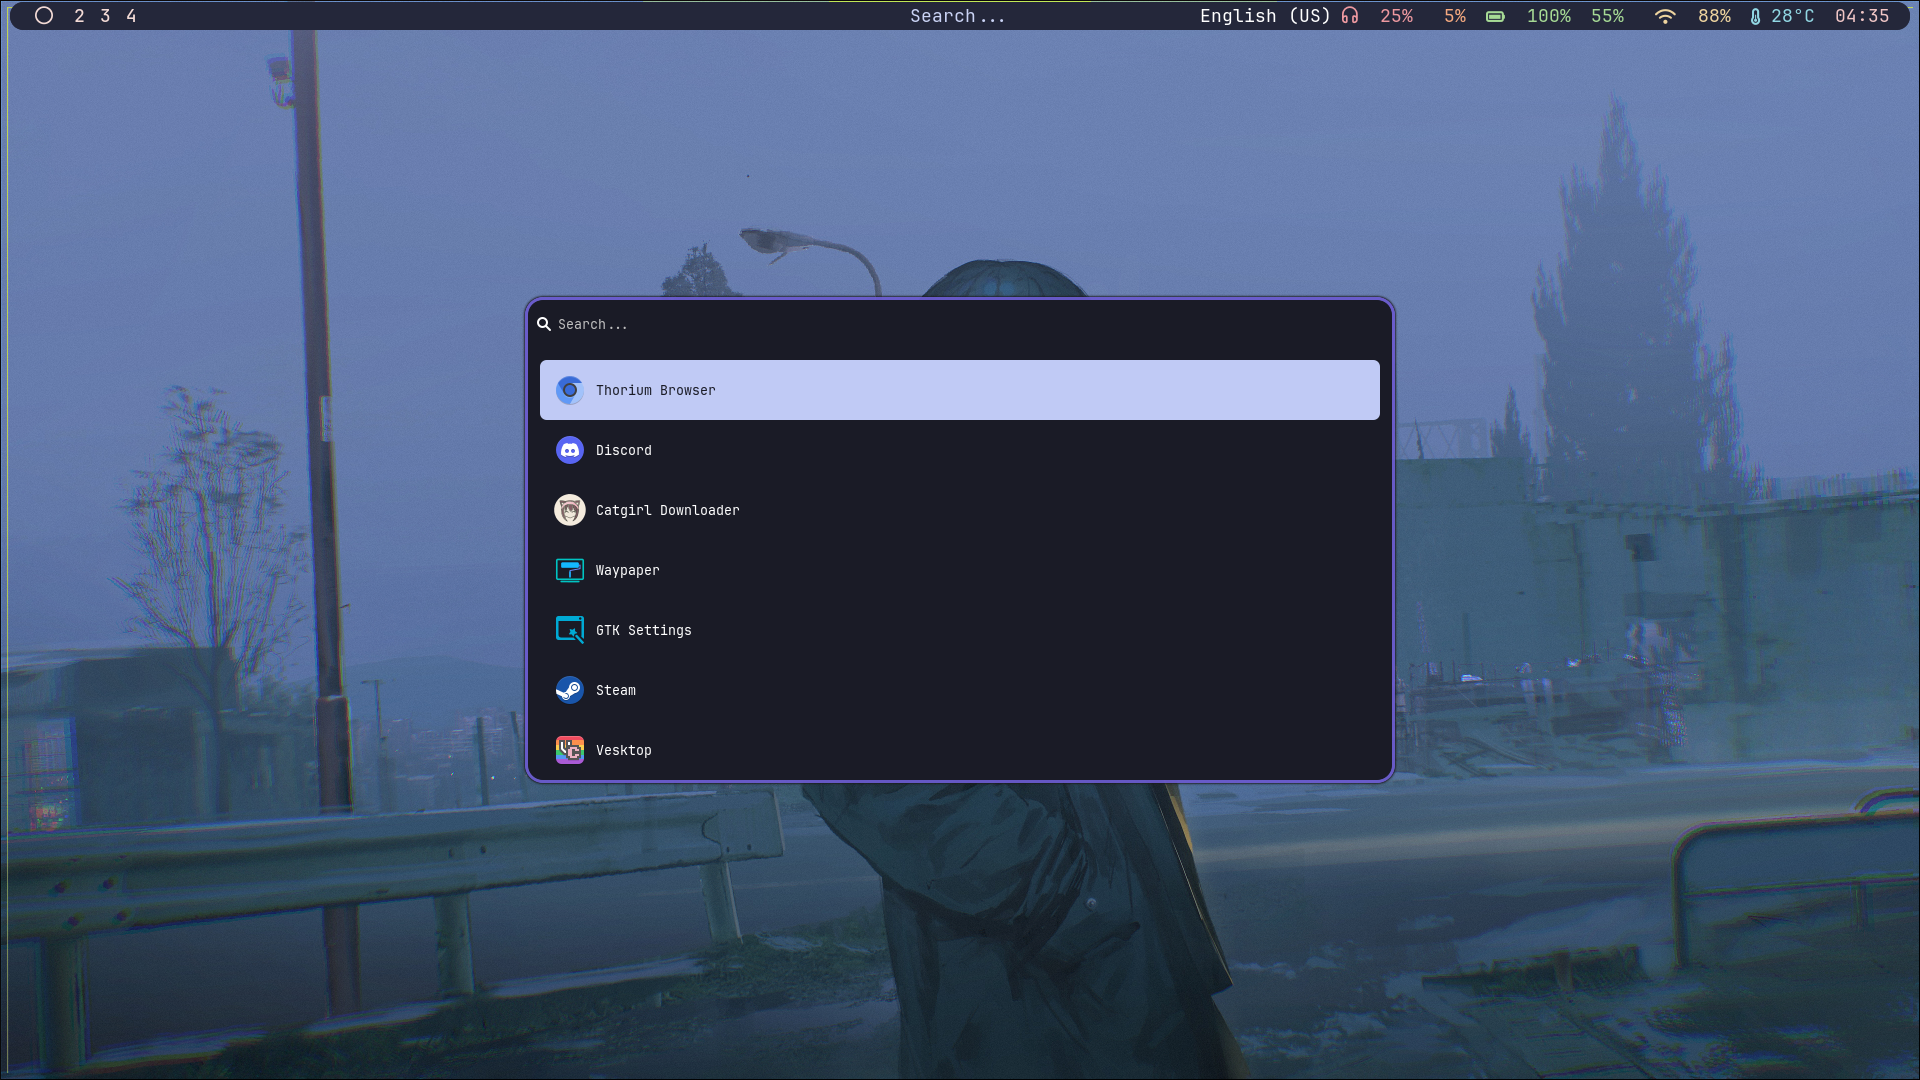 2 3 4 Search... English (US) 25% 5% 100% 55% 88% 28°C 04:35
Search...
Thorium Browser
Discord
Catgirl Downloader
Waypaper
GTK Settings
Steam
Vesktop